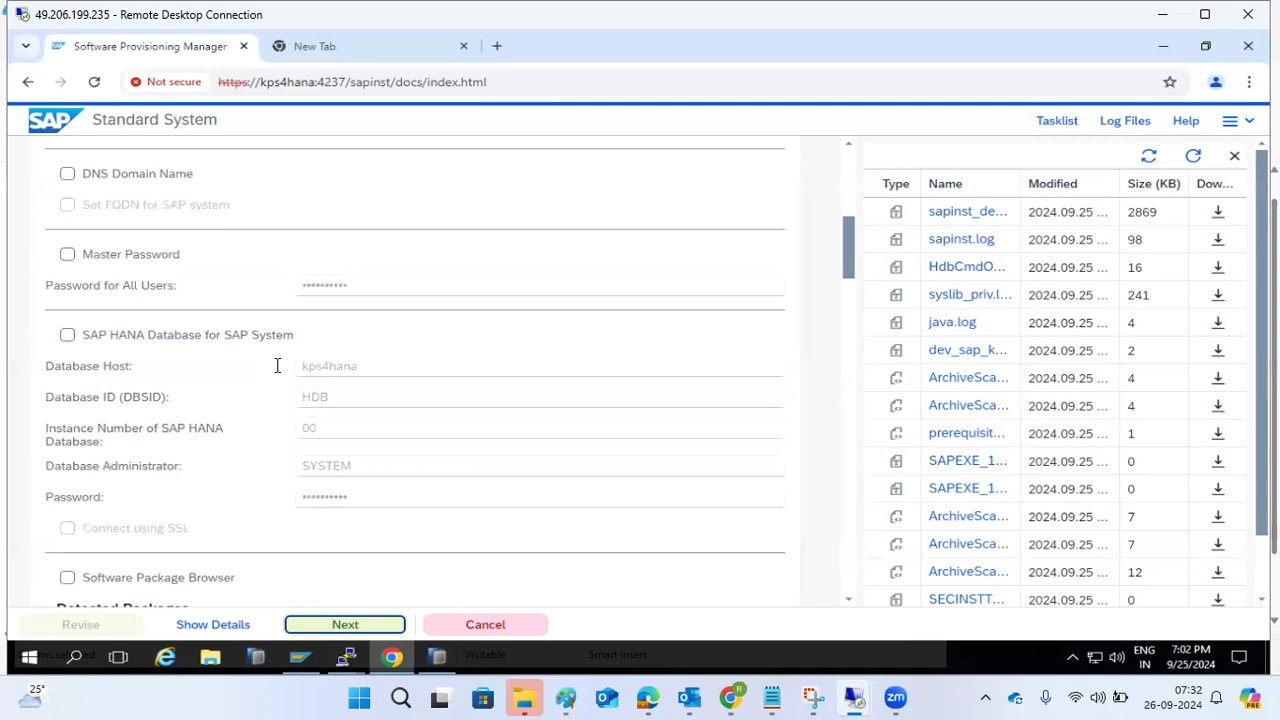 49.206.199.235 - Remote Desktop Connection
Software Provisioning Manager
New Tab
Not secure
https://kps4hana:4237/sapinst/docs/index.html
SAP
Standard System
Tasklist
Log Files
Help
DNS Domain Name
Set FQDN for SAP system
Master Password
Password for All Users:
••••••••••
SAP HANA Database for SAP System
Database Host:
kps4hana
Database ID (DBSID):
HDB
Instance Number of SAP HANA
Database:
00
Database Administrator:
SYSTEM
Password:
••••••••••
Connect using SSL
Software Package Browser
Detected Packages
Revise
Show Details
Next
Cancel
Type Name Modified Size (KB) Dow...
sapinst_de... 2024.09.25 ... 2869
sapinst.log 2024.09.25 ... 98
HdbCmdO... 2024.09.25 ... 16
syslib_priv.l... 2024.09.25 ... 241
java.log 2024.09.25 ... 4
dev_sap_k... 2024.09.25 ... 2
ArchiveSca... 2024.09.25 ... 4
ArchiveSca... 2024.09.25 ... 4
prerequisit... 2024.09.25 ... 1
SAPEXE_1... 2024.09.25 ... 0
SAPEXE_1... 2024.09.25 ... 0
ArchiveSca... 2024.09.25 ... 7
ArchiveSca... 2024.09.25 ... 7
ArchiveSca... 2024.09.25 ... 12
SECINSTT... 2024.09.25 ... 0
selected
Writable
Smart Insert
ENG
IN
7:02 PM
9/25/2024
25°
07:32
26-09-2024
PRE
zm